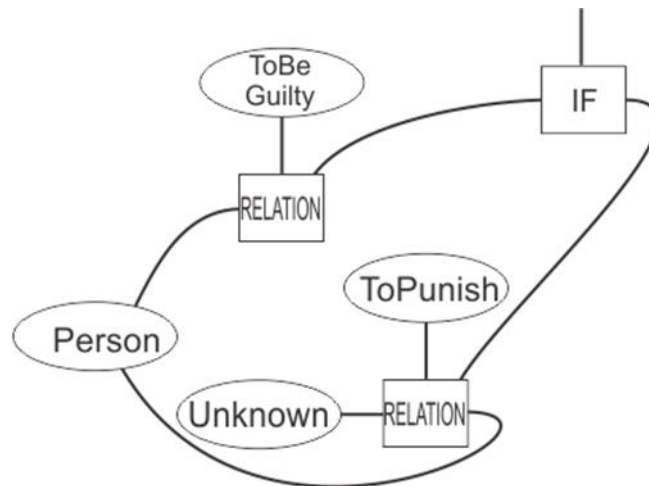 ToBe
Guilty
IF
RELATION
ToPunish
Person
Unknown
RELATION